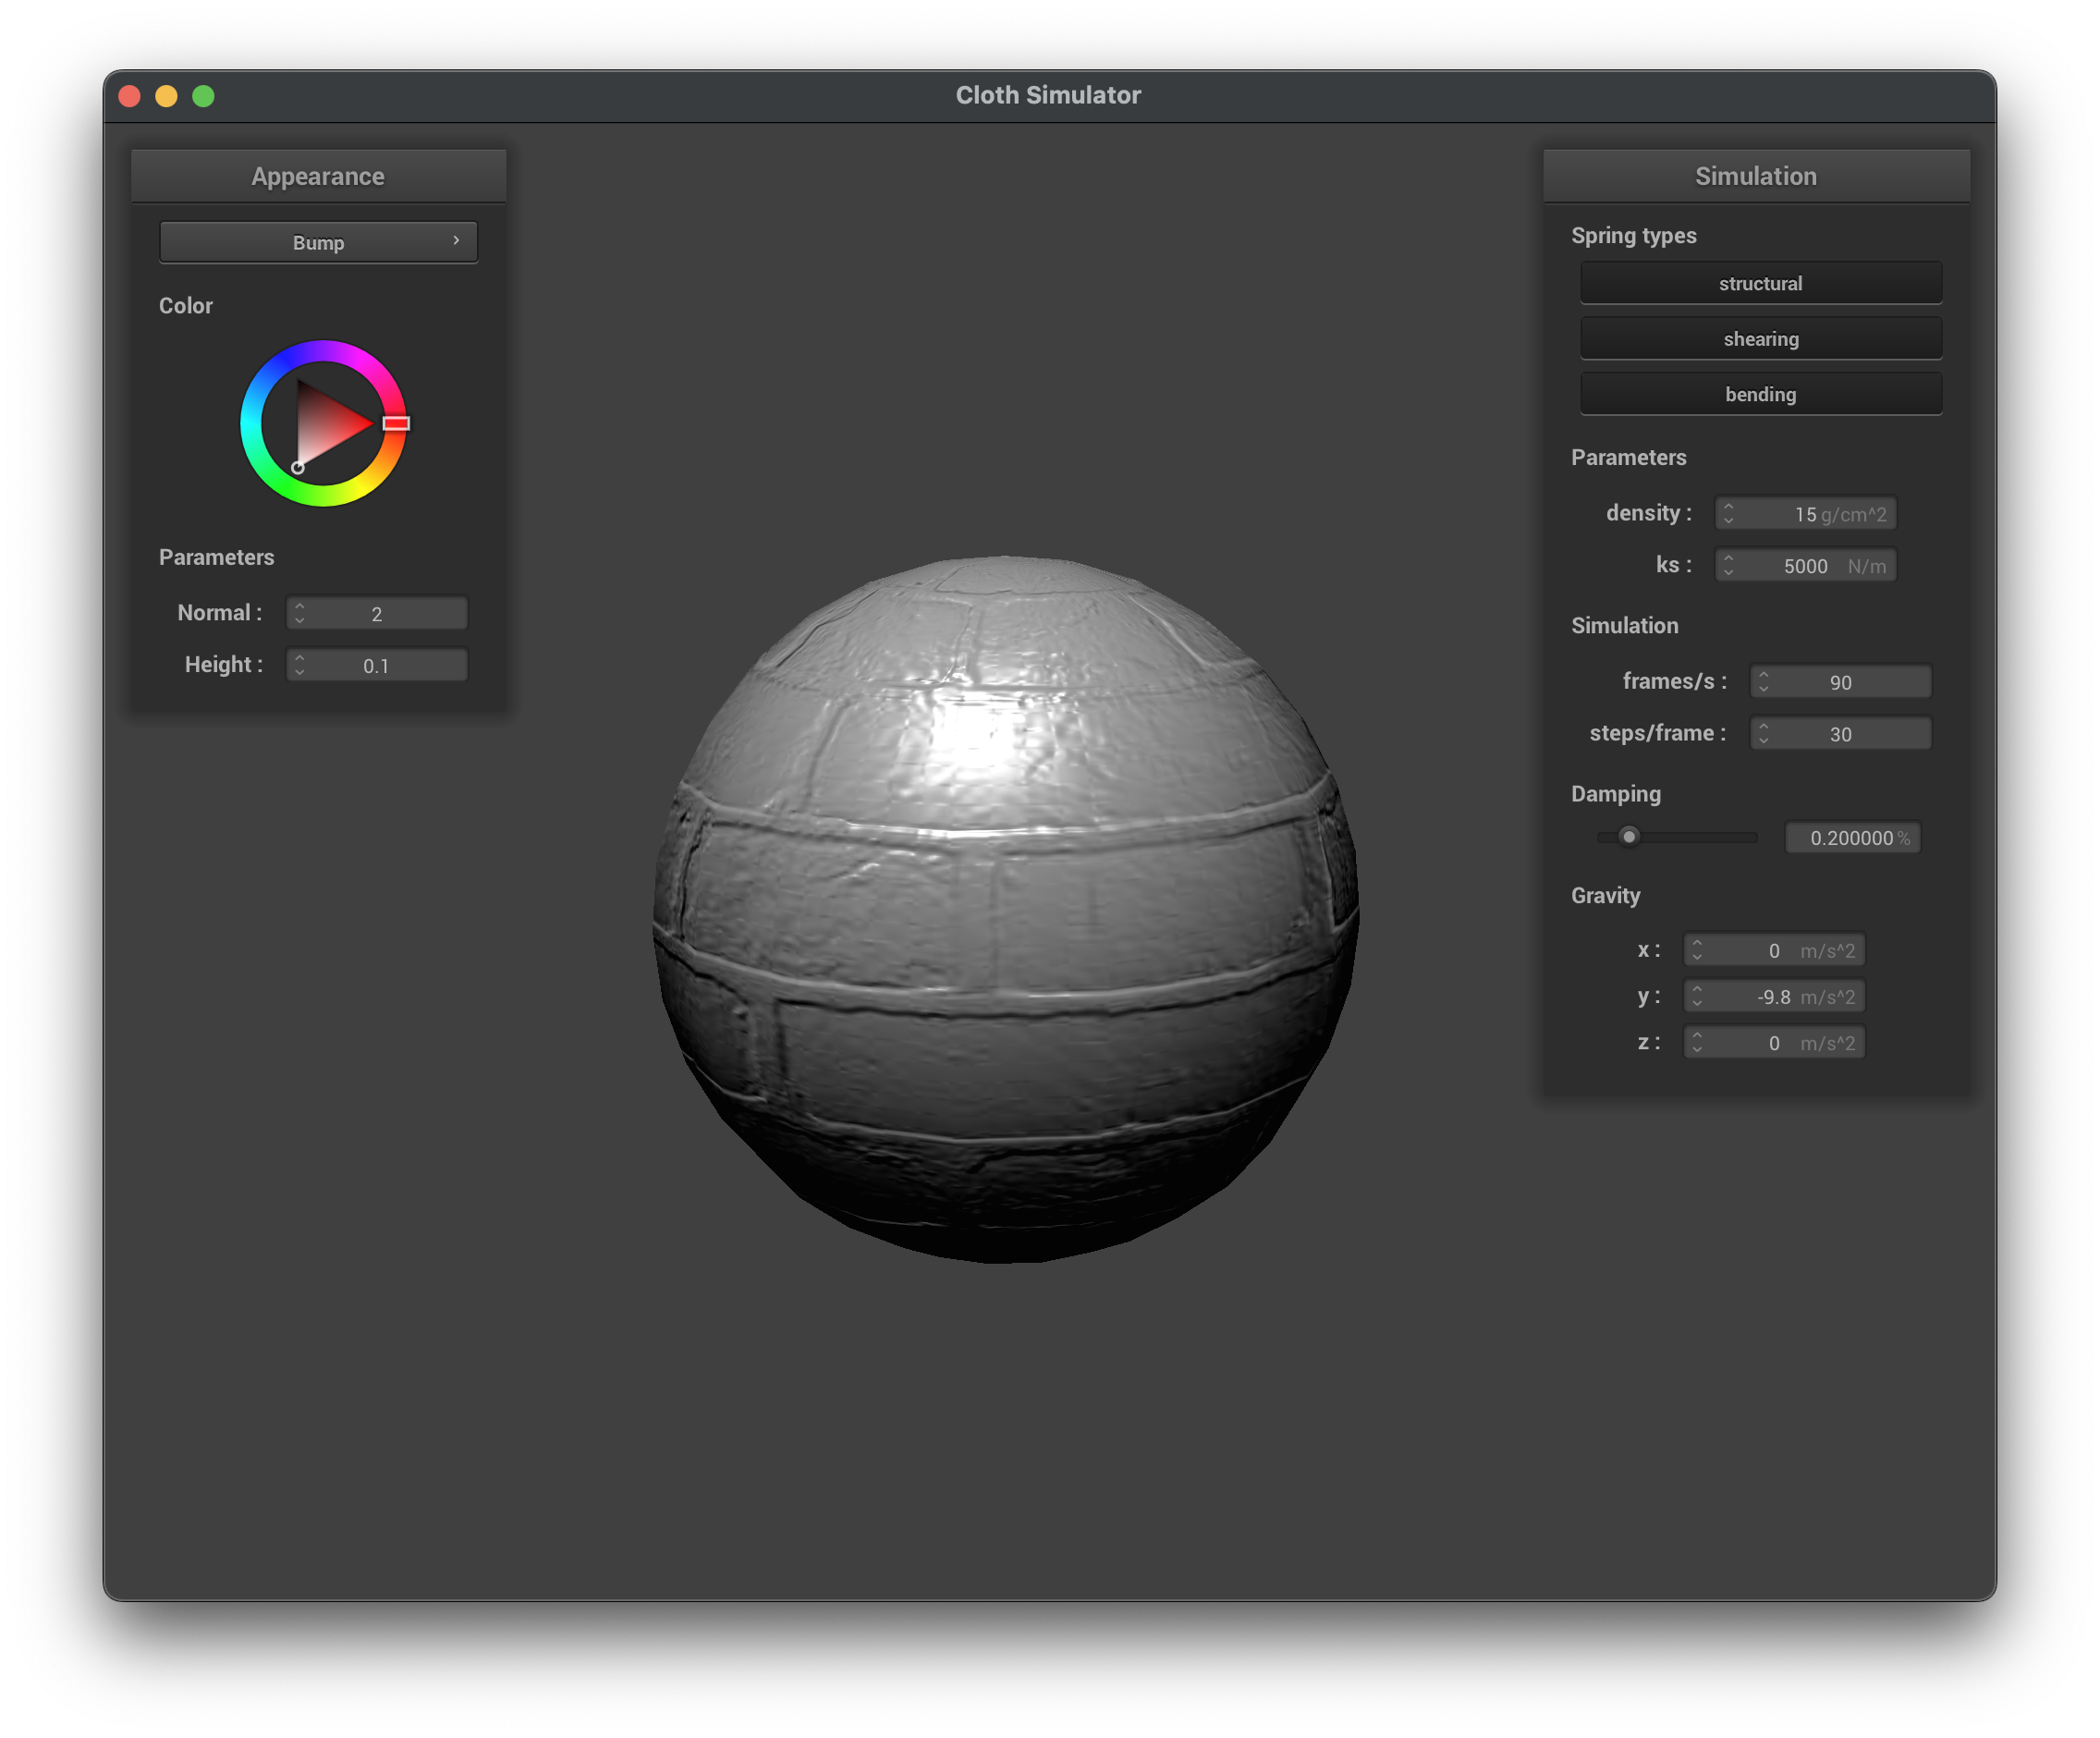 Cloth Simulator
Appearance
Bump
Color
Parameters
Normal : 2
Height : 0.1
Simulation
Spring types
structural
shearing
bending
Parameters
density : 15 g/cm^2
ks : 5000 N/m
Simulation
frames/s : 90
steps/frame : 30
Damping
0.200000 %
Gravity
x : 0 m/s^2
y : -9.8 m/s^2
z : 0 m/s^2